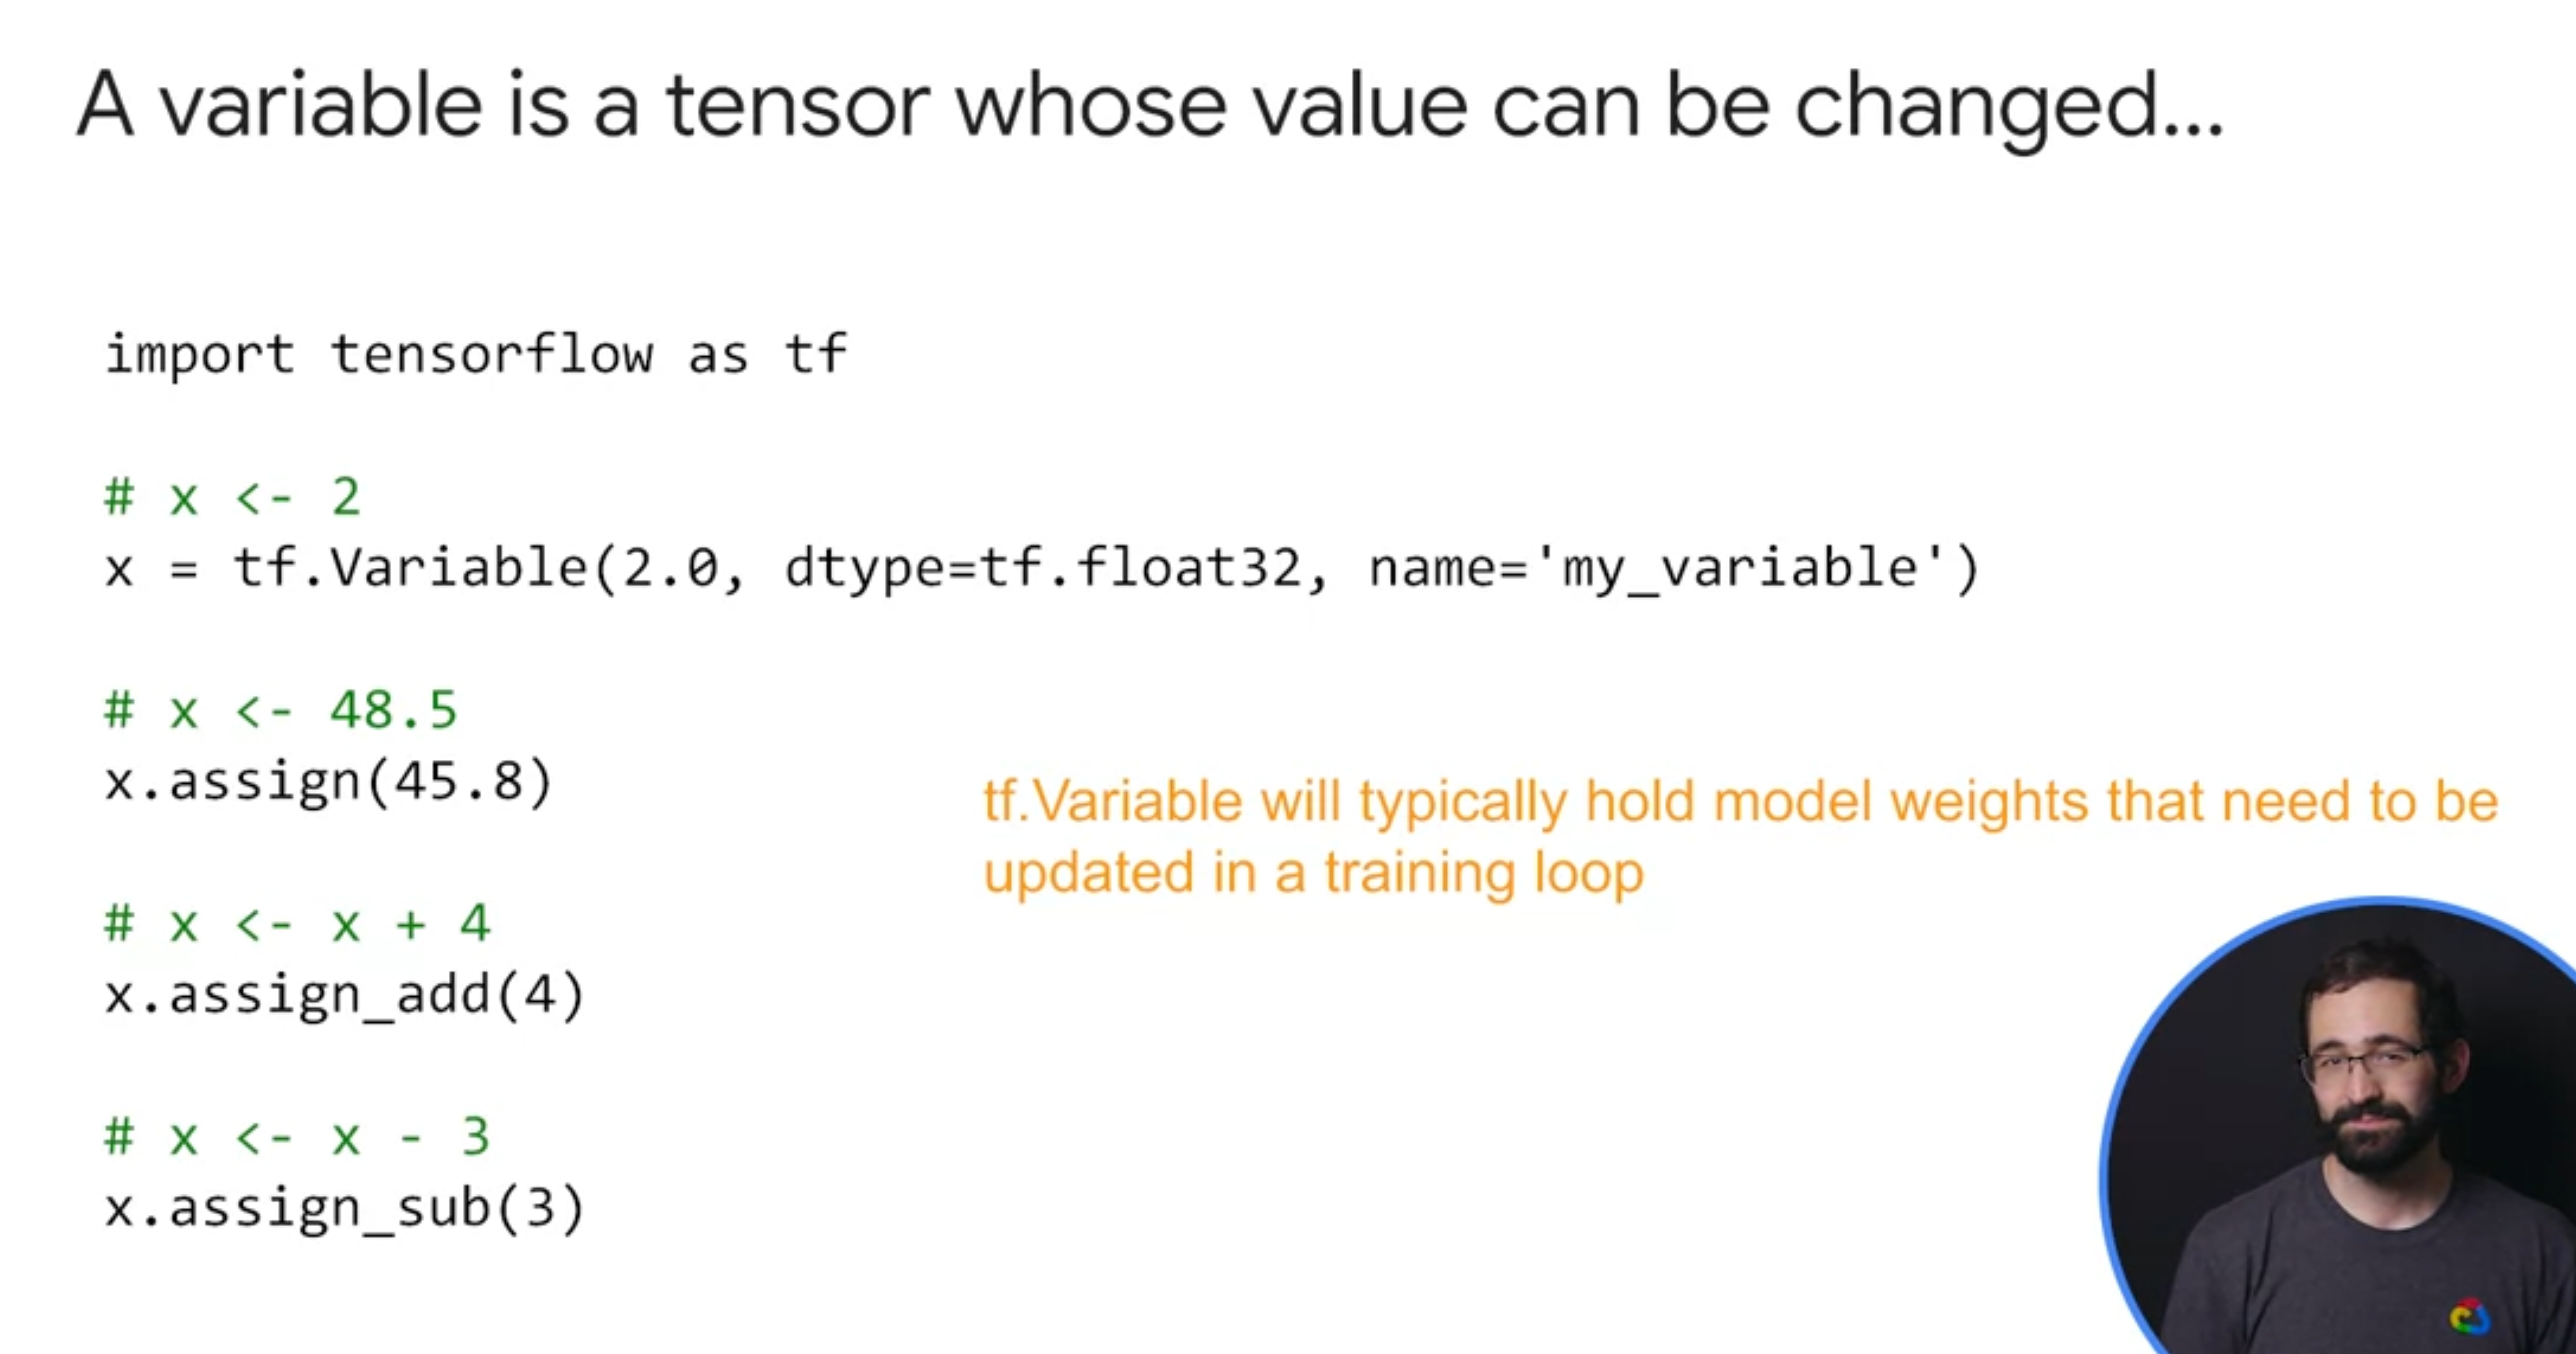 A variable is a tensor whose value can be changed...
import tensorflow as tf
# x <- 2
x = tf.Variable(2.0, dtype=tf.float32, name='my_variable')
# x <- 48.5
x.assign(45.8)
tf.Variable will typically hold model weights that need to be
updated in a training loop
# x <- x + 4
x.assign_add(4)
# x <- x - 3
x.assign_sub(3)